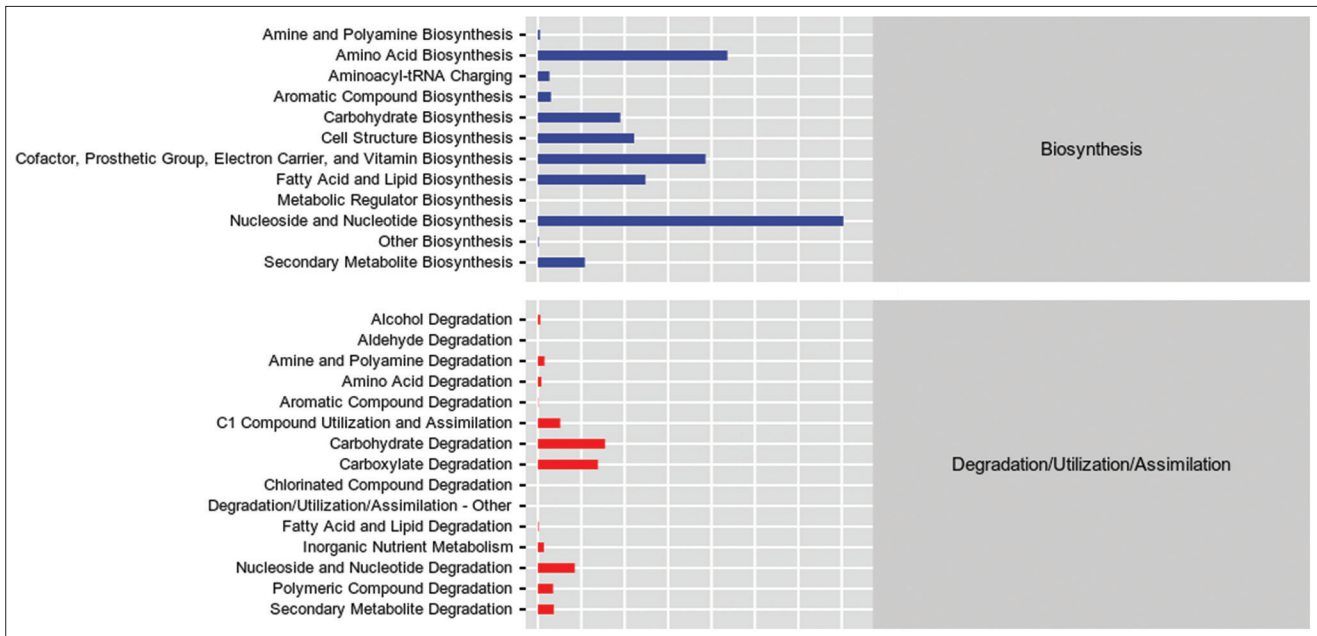 Amine and Polyamine Biosynthesis
Amino Acid Biosynthesis
Aminoacyl-tRNA Charging
Aromatic Compound Biosynthesis
Carbohydrate Biosynthesis
Cell Structure Biosynthesis
Cofactor, Prosthetic Group, Electron Carrier, and Vitamin Biosynthesis
Fatty Acid and Lipid Biosynthesis
Metabolic Regulator Biosynthesis
Nucleoside and Nucleotide Biosynthesis
Other Biosynthesis
Secondary Metabolite Biosynthesis
Biosynthesis
Alcohol Degradation
Aldehyde Degradation
Amine and Polyamine Degradation
Amino Acid Degradation
Aromatic Compound Degradation
C1 Compound Utilization and Assimilation
Carbohydrate Degradation
Carboxylate Degradation
Chlorinated Compound Degradation
Degradation/Utilization/Assimilation - Other
Fatty Acid and Lipid Degradation
Inorganic Nutrient Metabolism
Nucleoside and Nucleotide Degradation
Polymeric Compound Degradation
Secondary Metabolite Degradation
Degradation/Utilization/Assimilation